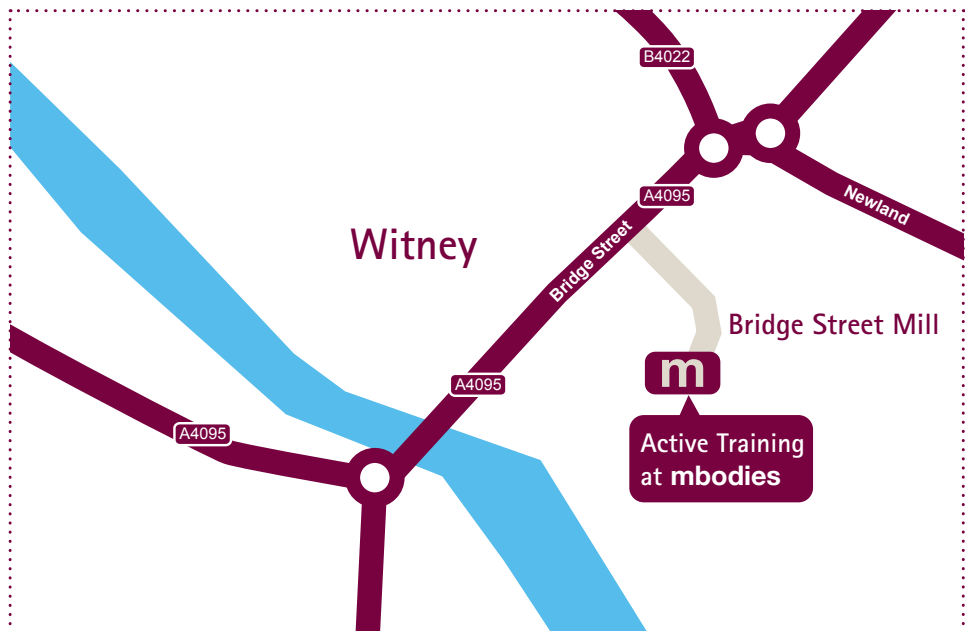 B4022
A4095
Newland
Witney
Bridge Street
Bridge Street Mill
m
A4095
A4095
Active Training
at mbodies